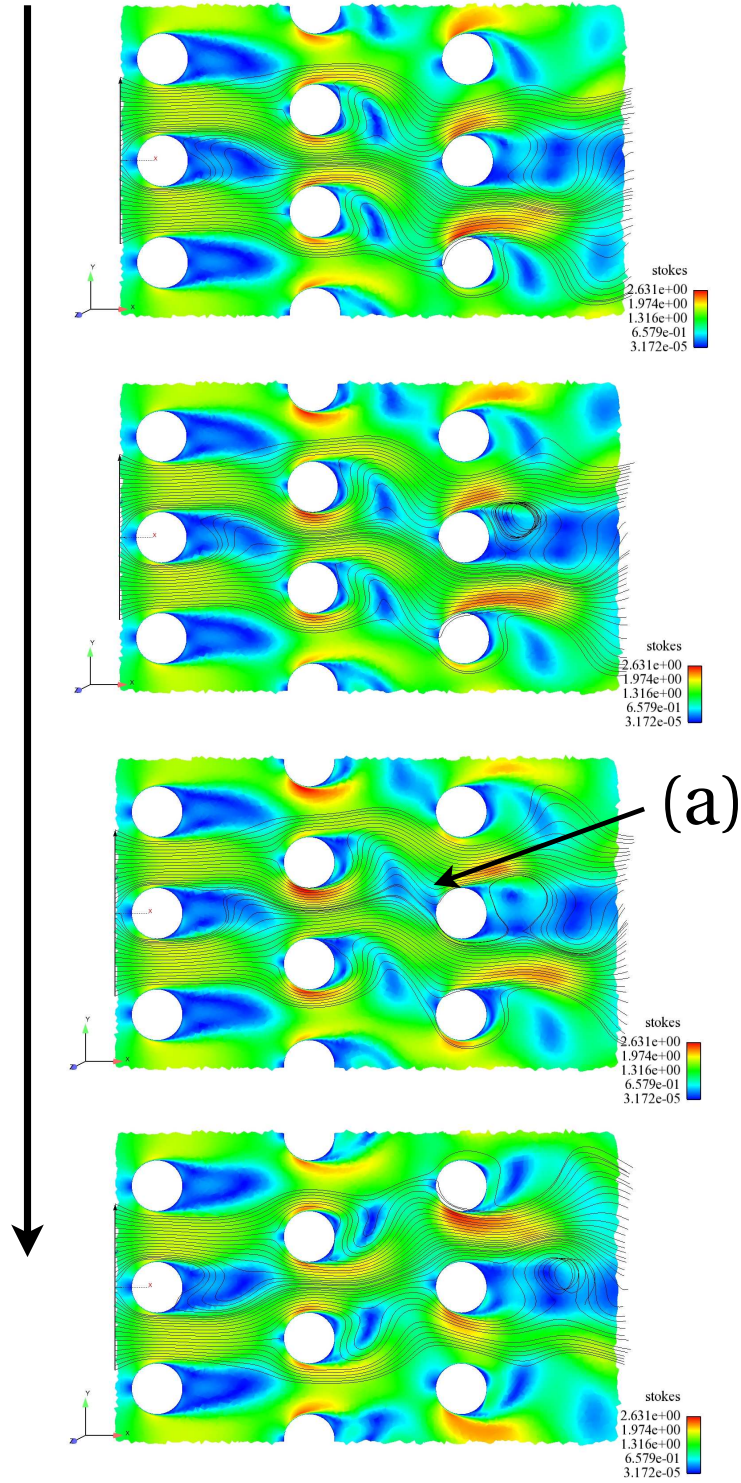 X
Y
Z
X
stokes
2.631e+00
1.974e+00
1.316e+00
6.579e-01
3.172e-05
X
Y
Z
X
stokes
2.631e+00
1.974e+00
1.316e+00
6.579e-01
3.172e-05
(a)
X
Y
Z
X
stokes
2.631e+00
1.974e+00
1.316e+00
6.579e-01
3.172e-05
X
Y
Z
X
stokes
2.631e+00
1.974e+00
1.316e+00
6.579e-01
3.172e-05